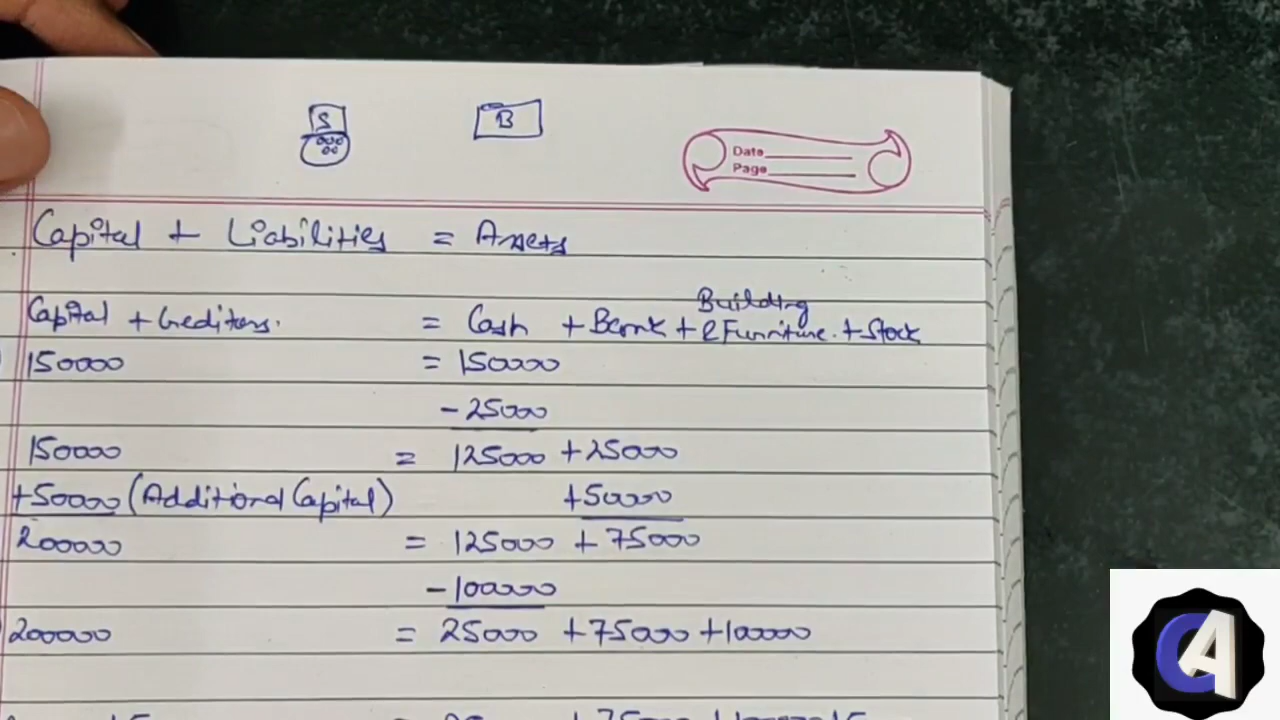 S B
Date
Page
Capital + Liabilities = Assets
Building
Capital + Creditors. = Cash + Bank + & Furniture. + Stock
150000 = 150000
- 25000
150000 = 125000 + 25000
+50000 (Additional Capital) +50000
200000 = 125000 + 75000
- 100000
200000 = 25000 + 75000 + 100000
CA